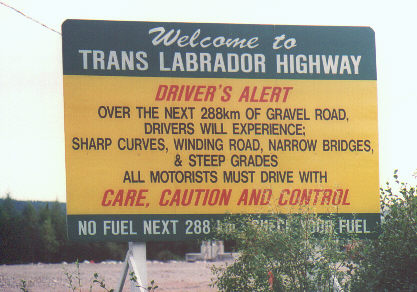 Welcome to
TRANS LABRADOR HIGHWAY
DRIVER'S ALERT
OVER THE NEXT 288km OF GRAVEL ROAD,
DRIVERS WILL EXPERIENCE:
SHARP CURVES, WINDING ROAD, NARROW BRIDGES,
& STEEP GRADES
ALL MOTORISTS MUST DRIVE WITH
CARE, CAUTION AND CONTROL
NO FUEL NEXT 288 km FUEL